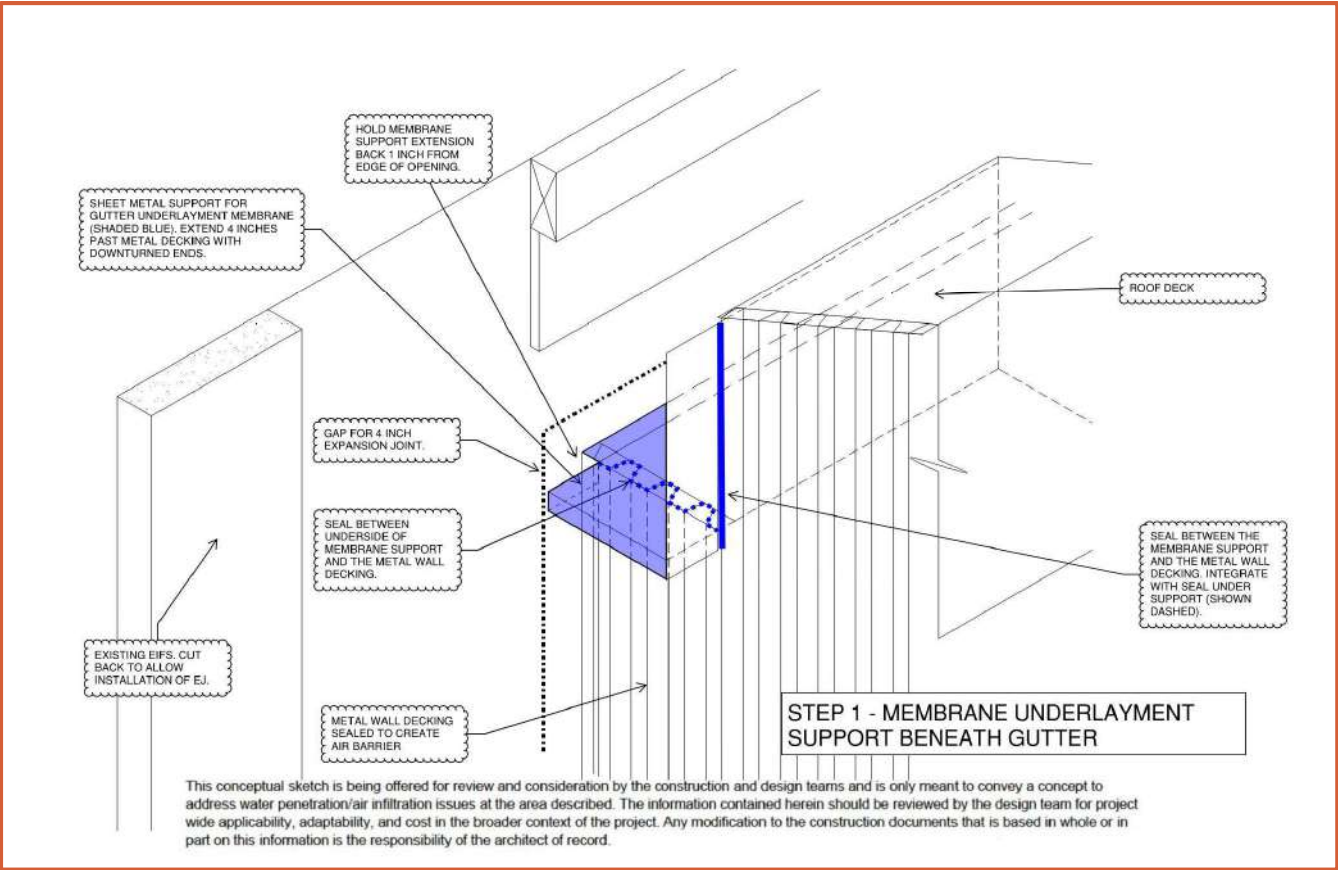 HOLD MEMBRANE
SUPPORT EXTENSION
BACK 1 INCH FROM
EDGE OF OPENING.
SHEET METAL SUPPORT FOR
GUTTER UNDERLAYMENT MEMBRANE
(SHADED BLUE). EXTEND 4 INCHES
PAST METAL DECKING WITH
DOWNTURNED ENDS.
ROOF DECK
GAP FOR 4 INCH
EXPANSION JOINT.
SEAL BETWEEN
UNDERSIDE OF
MEMBRANE SUPPORT
AND THE METAL WALL
DECKING.
SEAL BETWEEN THE
MEMBRANE SUPPORT
AND THE METAL WALL
DECKING. INTEGRATE
WITH SEAL UNDER
SUPPORT (SHOWN
DASHED).
EXISTING EIFS. CUT
BACK TO ALLOW
INSTALLATION OF EJ.
METAL WALL DECKING
SEALED TO CREATE
AIR BARRIER
STEP 1 - MEMBRANE UNDERLAYMENT
SUPPORT BENEATH GUTTER
This conceptual sketch is being offered for review and consideration by the construction and design teams and is only meant to convey a concept to
address water penetration/air infiltration issues at the area described. The information contained herein should be reviewed by the design team for project
wide applicability, adaptability, and cost in the broader context of the project. Any modification to the construction documents that is based in whole or in
part on this information is the responsibility of the architect of record.